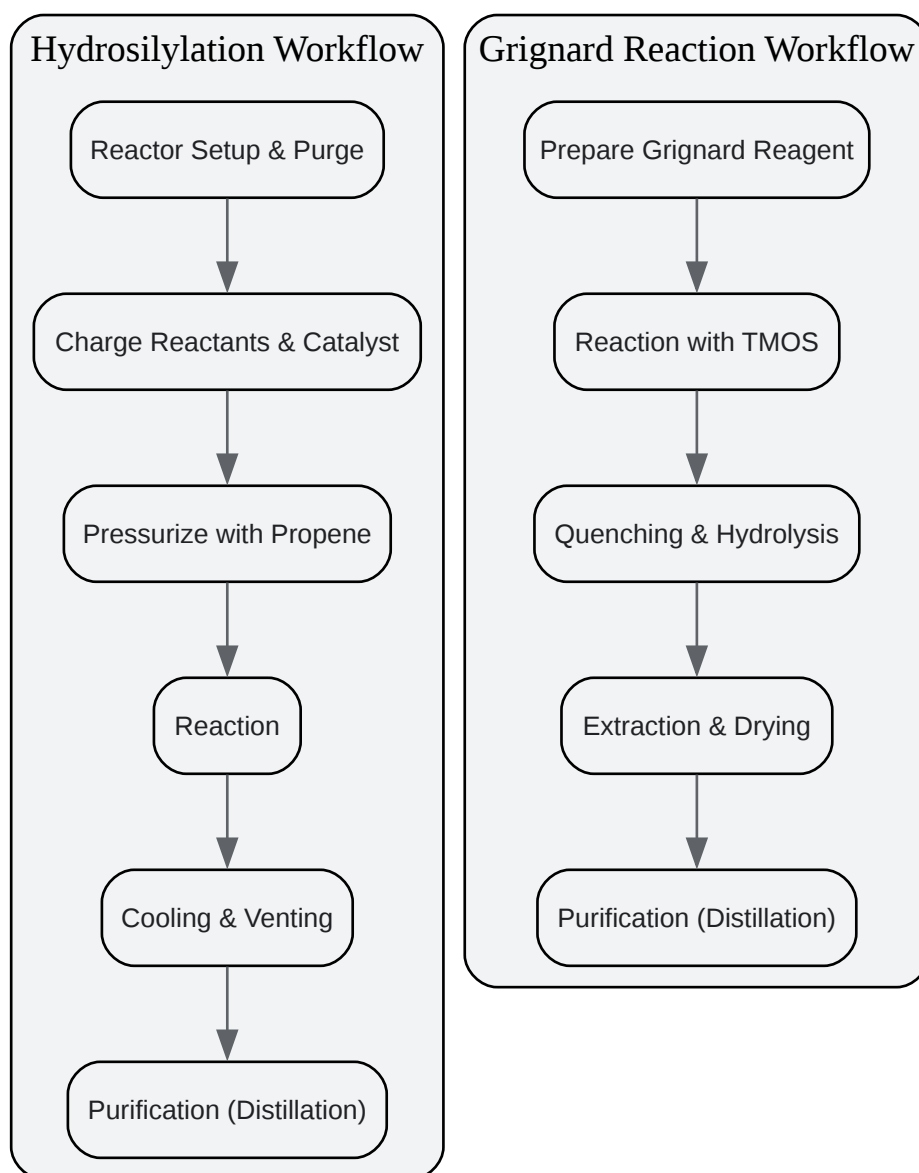 Hydrosilylation Workflow
Reactor Setup & Purge
Charge Reactants & Catalyst
Pressurize with Propene
Reaction
Cooling & Venting
Purification (Distillation)
Grignard Reaction Workflow
Prepare Grignard Reagent
Reaction with TMOS
Quenching & Hydrolysis
Extraction & Drying
Purification (Distillation)